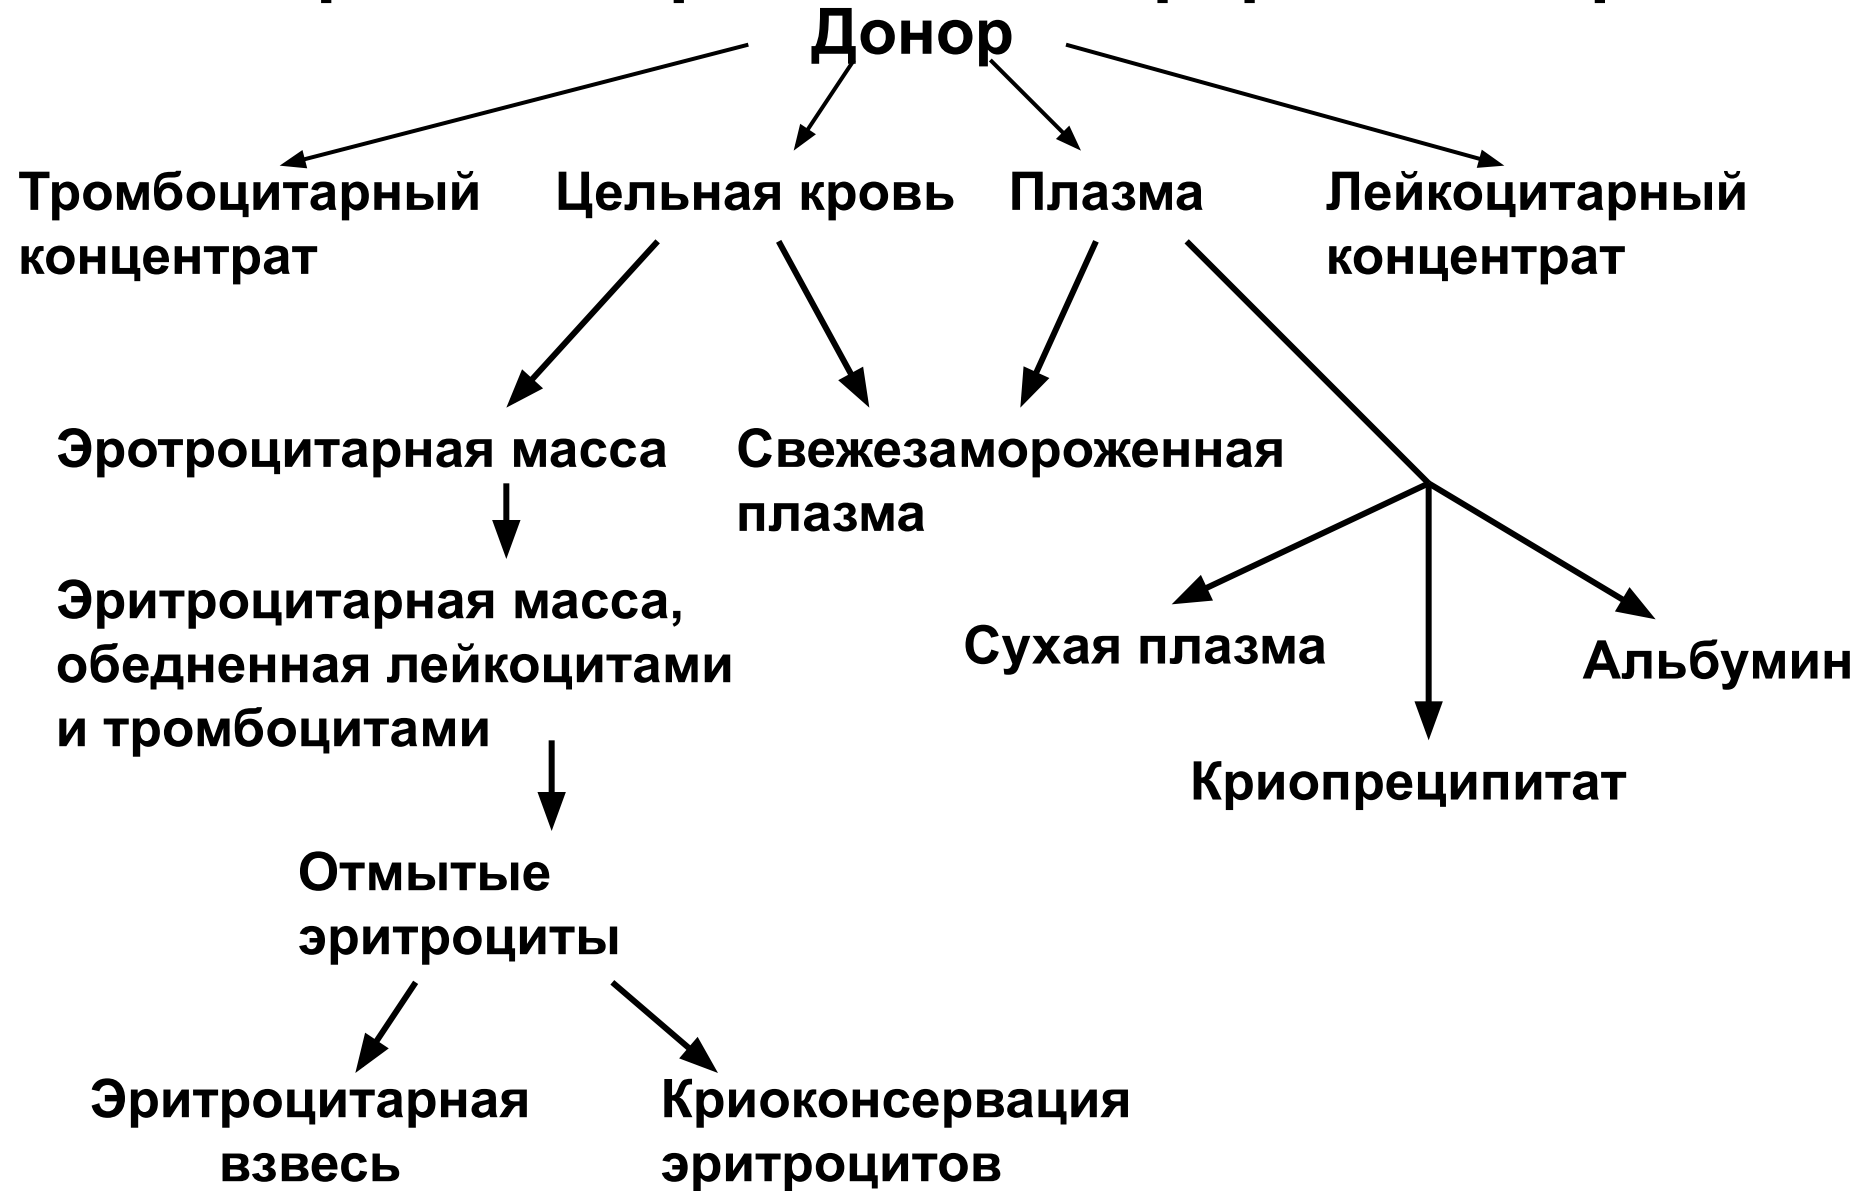 Донор
Тромбоцитарный
концентрат
Цельная кровь
Плазма
Лейкоцитарный
концентрат
Эротроцитарная масса
Свежезамороженная
плазма
Эритроцитарная масса,
обедненная лейкоцитами
и тромбоцитами
Сухая плазма
Альбумин
Криопреципитат
Отмытые
эритроциты
Эритроцитарная
взвесь
Криоконсервация
эритроцитов